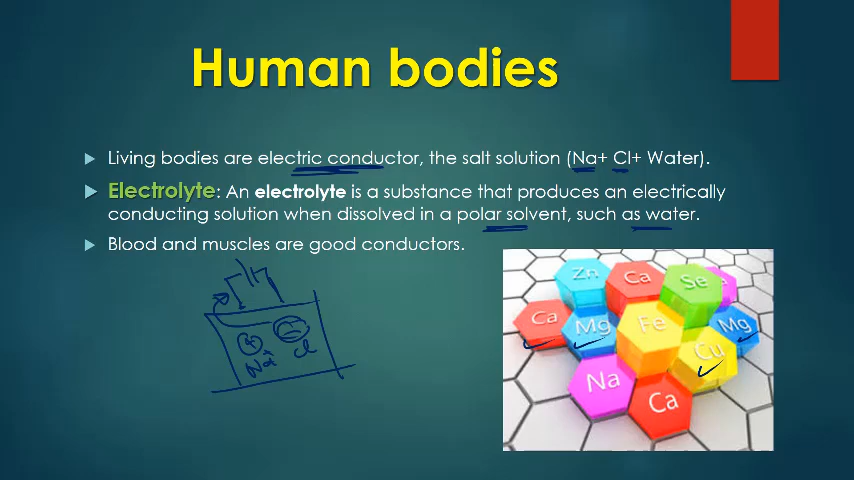 Human bodies
Living bodies are electric conductor, the salt solution (Na+ Cl+ Water).
Electrolyte: An electrolyte is a substance that produces an electrically
conducting solution when dissolved in a polar solvent, such as water.
Blood and muscles are good conductors.
Zn Ca Se
Ca Mg Fe Mg
Cu
Na Ca
+ −
Na Cl